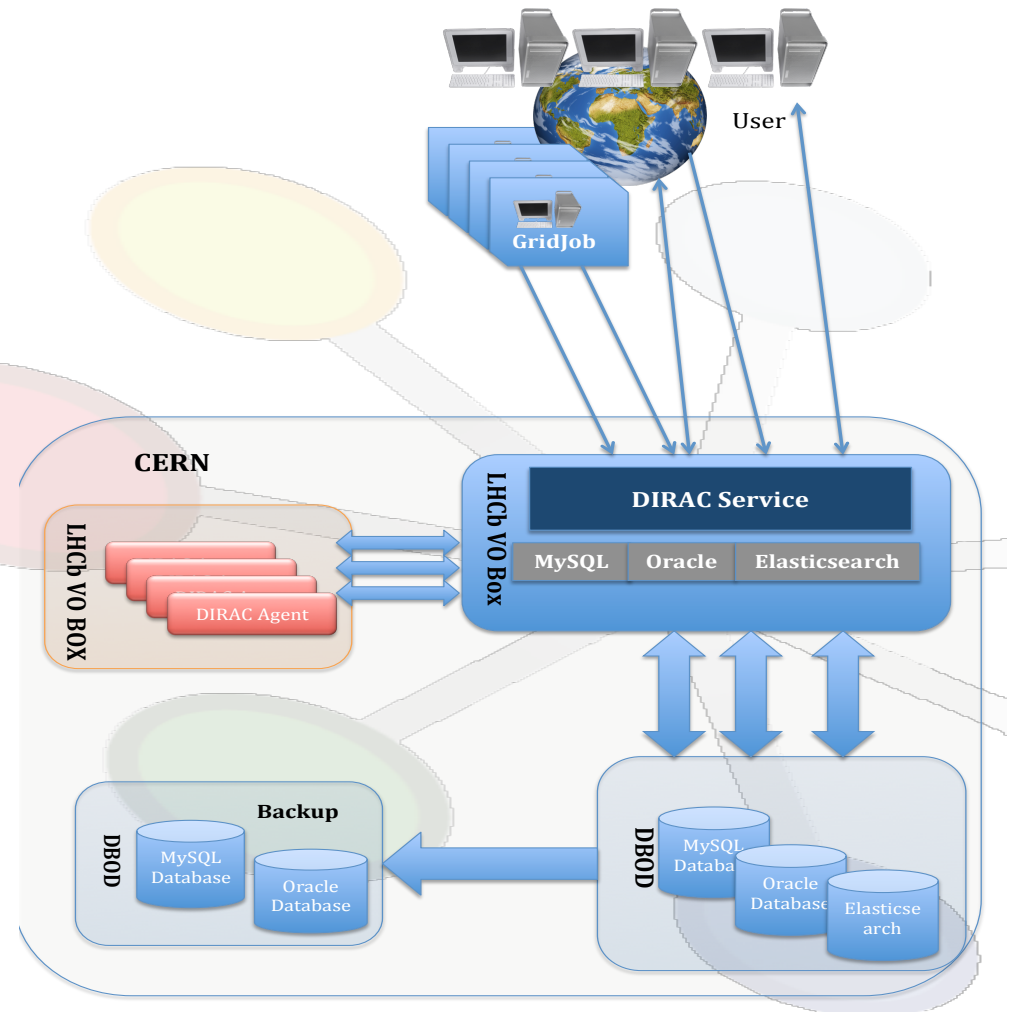 User
GridJob
CERN
LHCb VO Box
DIRAC Service
MySQL
Oracle
Elasticsearch
LHCb VO BOX
DIRAC Agent
Backup
DBOD
MySQL
Database
Oracle
Database
DBOD
MySQL
Oracle
Database
Elasticse
arch